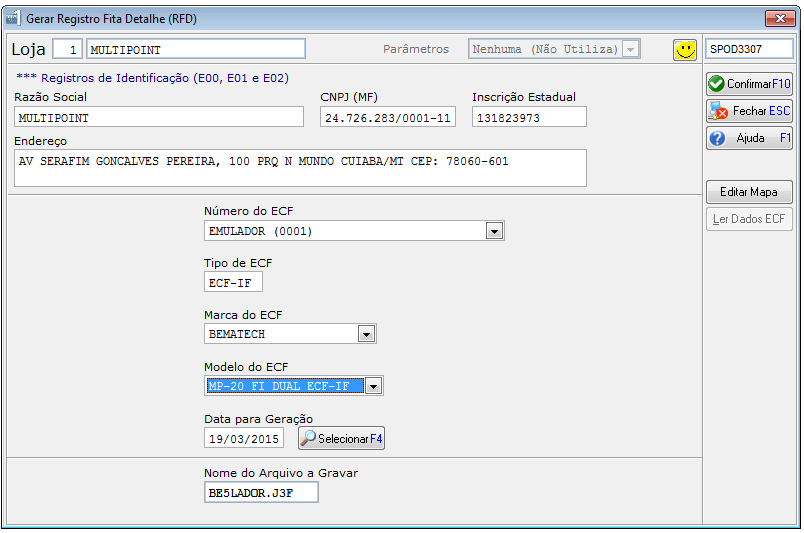 Gerar Registro Fita Detalhe (RFD)
Loja 1 MULTIPOINT Parâmetros Nenhuma (Não Utiliza) SPOD3307
*** Registros de Identificação (E00, E01 e E02)
ConfirmarF10
Razão Social CNPJ (MF) Inscrição Estadual
MULTIPOINT 24.726.283/0001-11 131823973
Fechar ESC
Endereço
Ajuda F1
AV SERAFIM GONCALVES PEREIRA, 100 PRQ N MUNDO CUIABA/MT CEP: 78060-601
Editar Mapa
Ler Dados ECF
Número do ECF
EMULADOR (0001)
Tipo de ECF
ECF-IF
Marca do ECF
BEMATECH
Modelo do ECF
MP-20 FI DUAL ECF-IF
Data para Geração
19/03/2015 Selecionar F4
Nome do Arquivo a Gravar
BE5LADOR.J3F